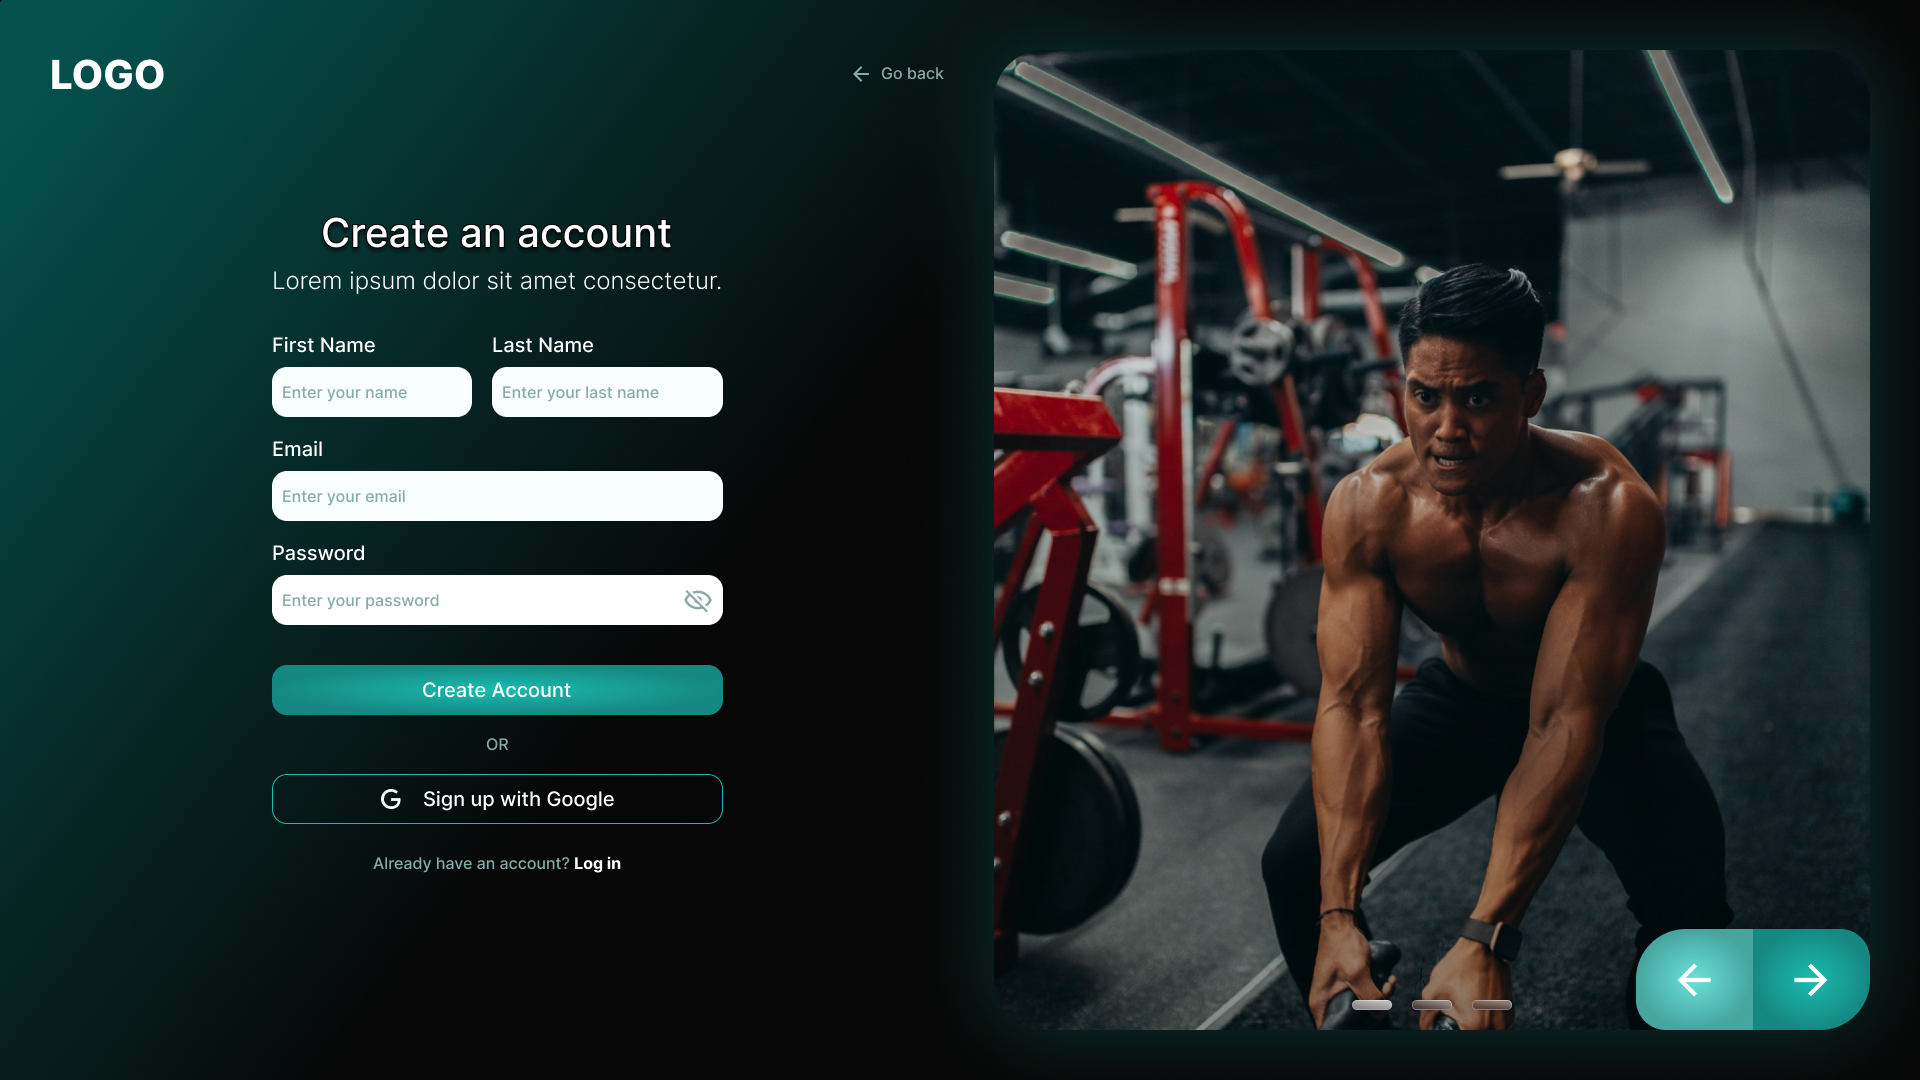 LOGO
Go back
Create an account
Lorem ipsum dolor sit amet consectetur.
First Name
Last Name
Enter your name
Enter your last name
Email
Enter your email
Password
Enter your password
Create Account
OR
G Sign up with Google
Already have an account? Log in